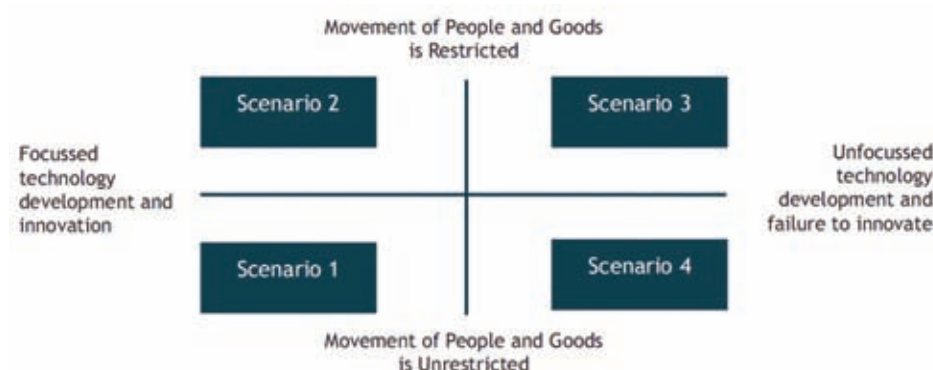 Movement of People and Goods
is Restricted
Scenario 2
Scenario 3
Focussed
technology
development and
innovation
Unfocussed
technology
development and
failure to innovate
Scenario 1
Scenario 4
Movement of People and Goods
is Unrestricted